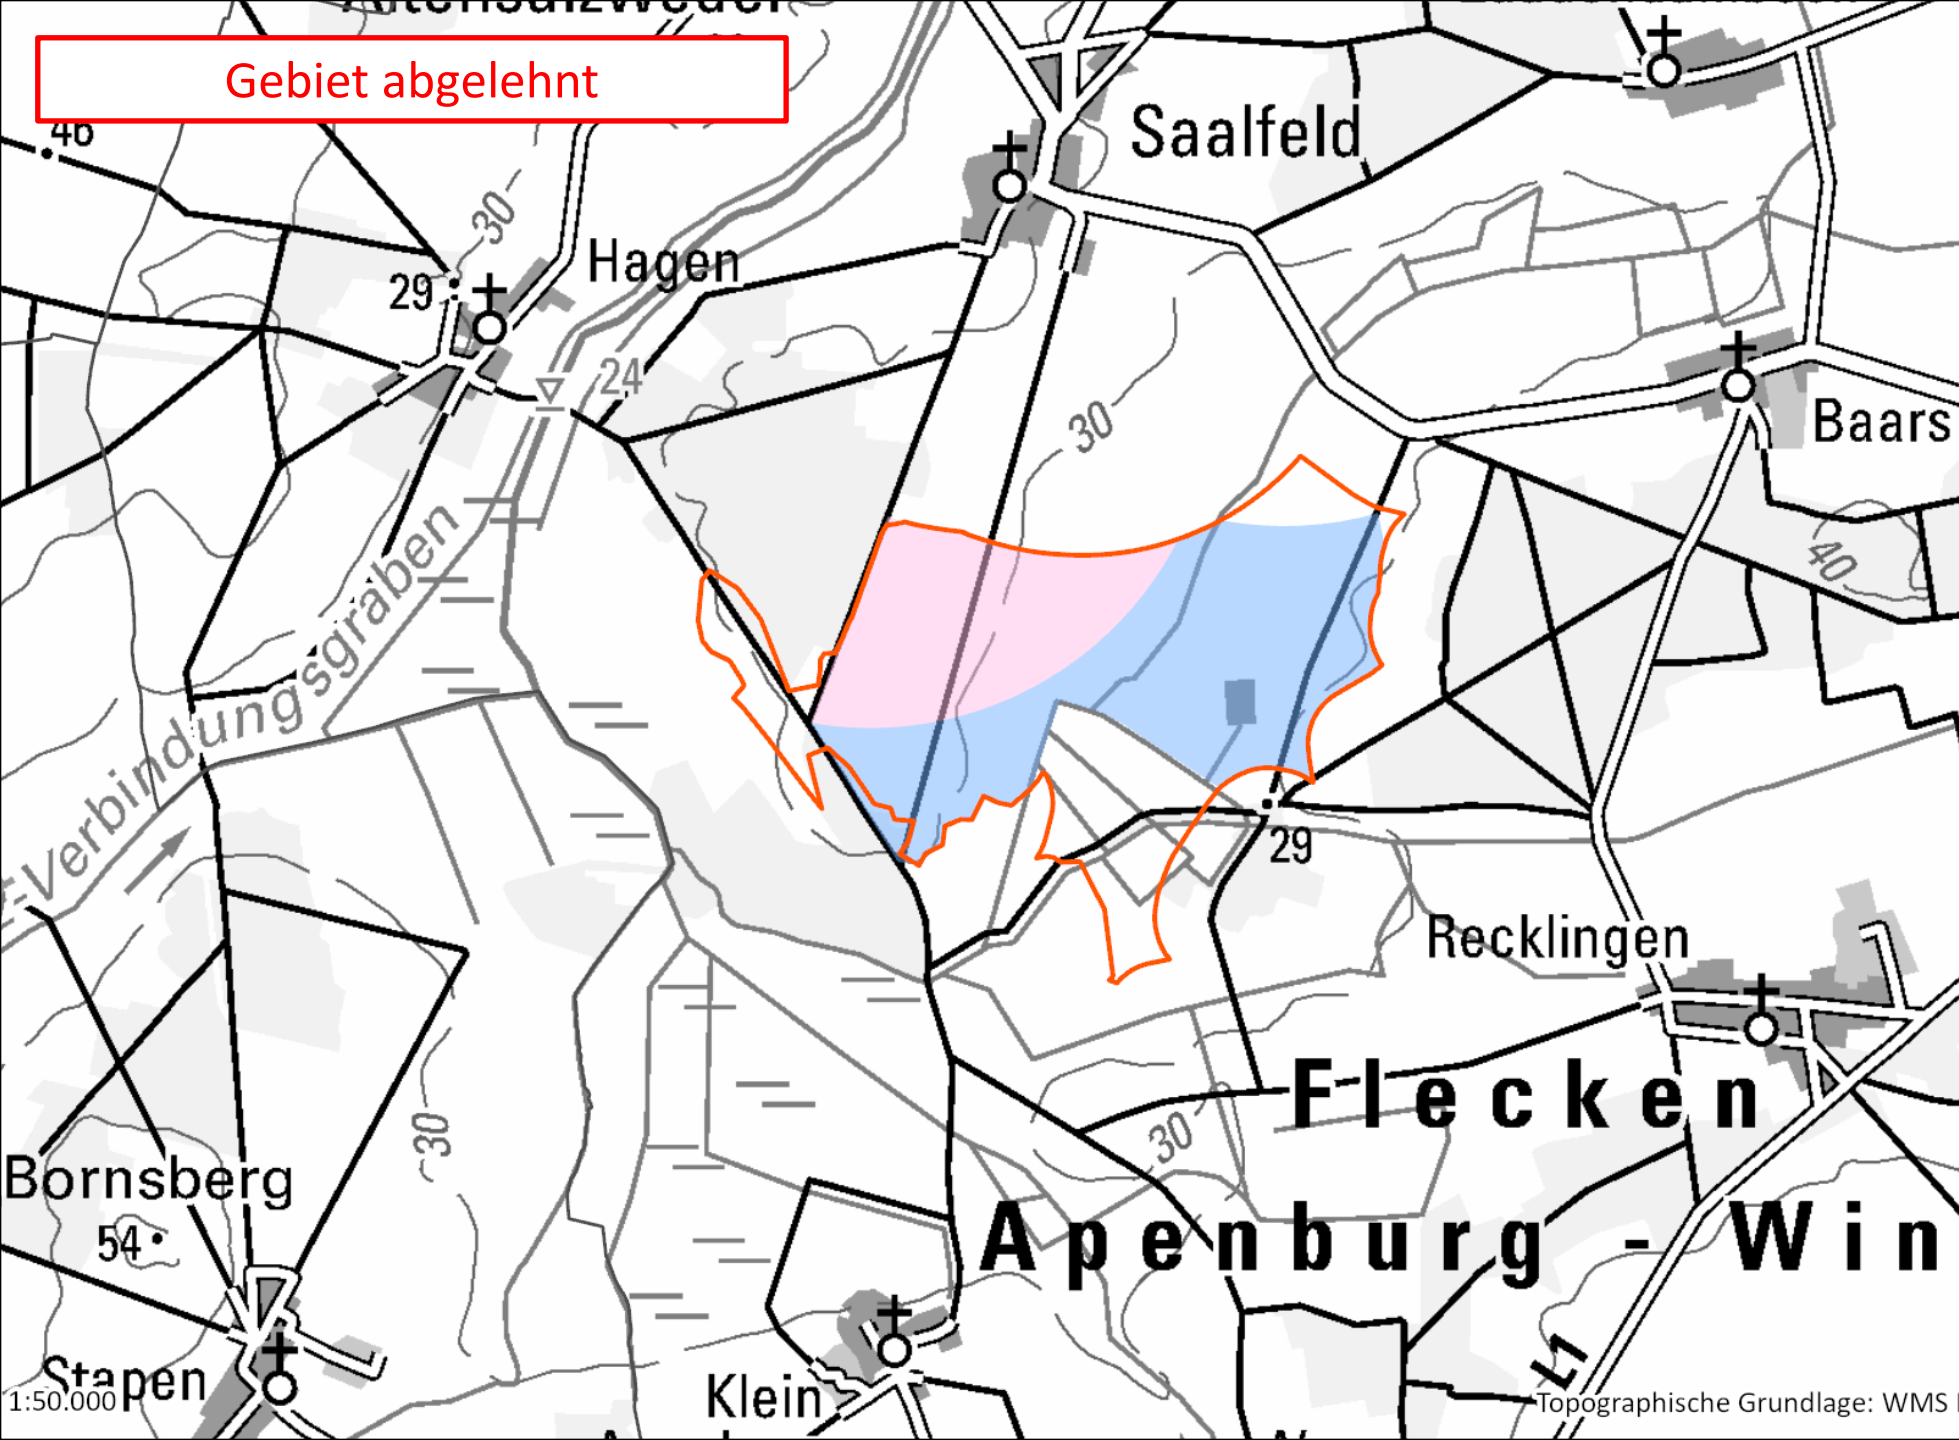 Gebiet abgelehnt
46
Saalfeld
30
Hagen
29
24
30
Baars
40
Verbindungsgraben
29
Recklingen
Flecken
30
30
Bornsberg
54
Apenburg - Win
L1
Stapen
Klein
1:50.000
Topographische Grundlage: WMS